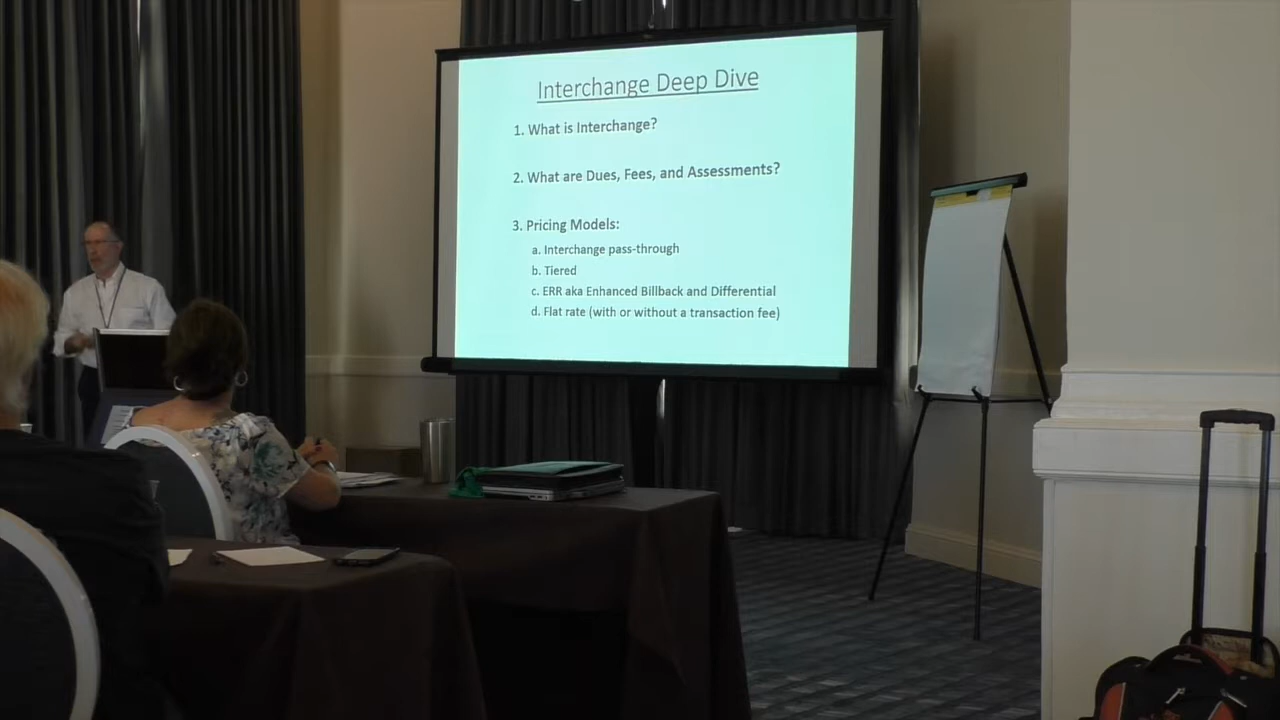 Interchange Deep Dive
1. What is Interchange?
2. What are Dues, Fees, and Assessments?
3. Pricing Models:
a. Interchange pass-through
b. Tiered
c. ERR aka Enhanced Billback and Differential
d. Flat rate (with or without a transaction fee)